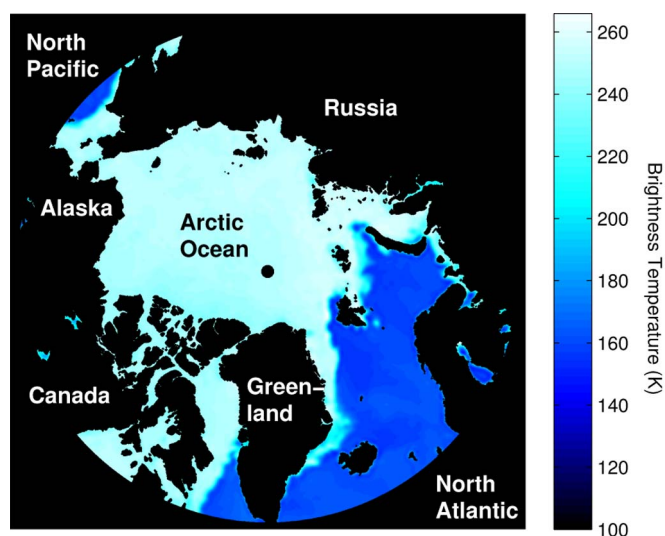 North
Pacific
Russia
Alaska
Arctic
Ocean
Canada
Green–
land
North
Atlantic
260
240
220
200
180
160
140
120
100
Brightness Temperature (K)